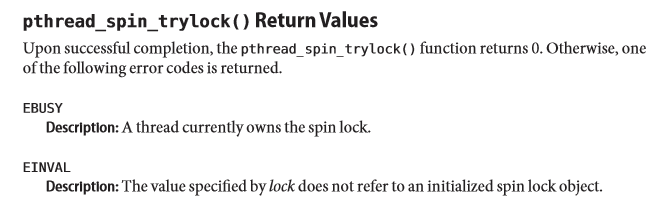 pthread_spin_trylock() Return Values
Upon successful completion, the pthread_spin_trylock() function returns 0. Otherwise, one
of the following error codes is returned.
EBUSY
Description: A thread currently owns the spin lock.
EINVAL
Description: The value specified by lock does not refer to an initialized spin lock object.